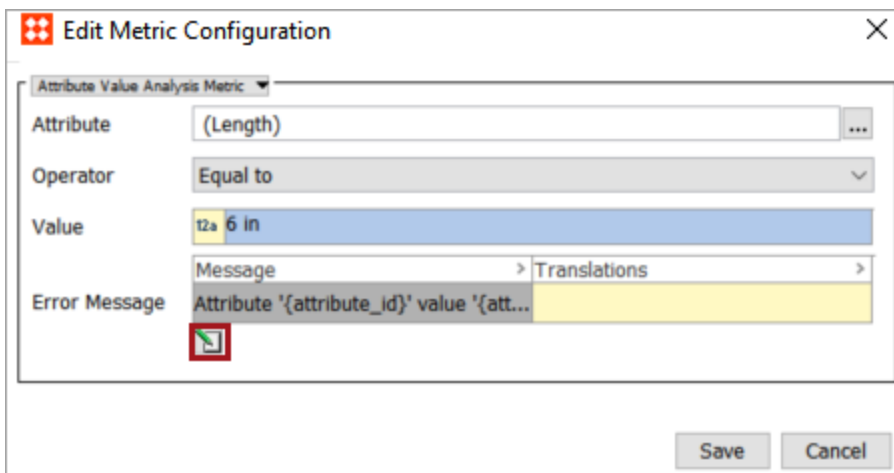 Edit Metric Configuration
Attribute Value Analysis Metric
Attribute (Length) ...
Operator Equal to
Value t2a 6 in
Message > Translations >
Error Message Attribute '{attribute_id}' value '{att...
Save Cancel